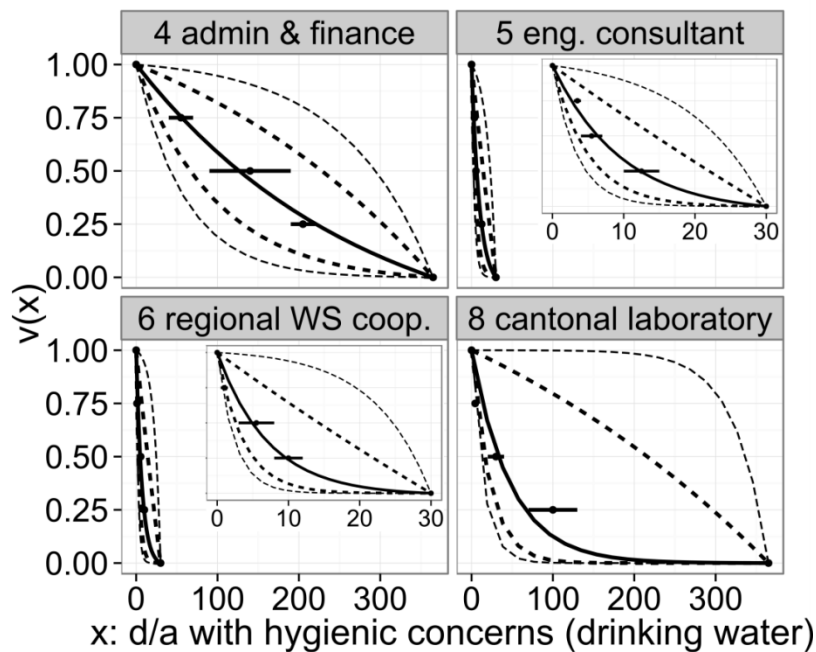 4 admin & finance
5 eng. consultant
1.00
0.75
0.50
0.25
0.00
0 10 20 30
6 regional WS coop.
8 cantonal laboratory
1.00
0.75
0.50
0.25
0.00
0 10 20 30
v(x)
0 100 200 300
0 100 200 300
x: d/a with hygienic concerns (drinking water)